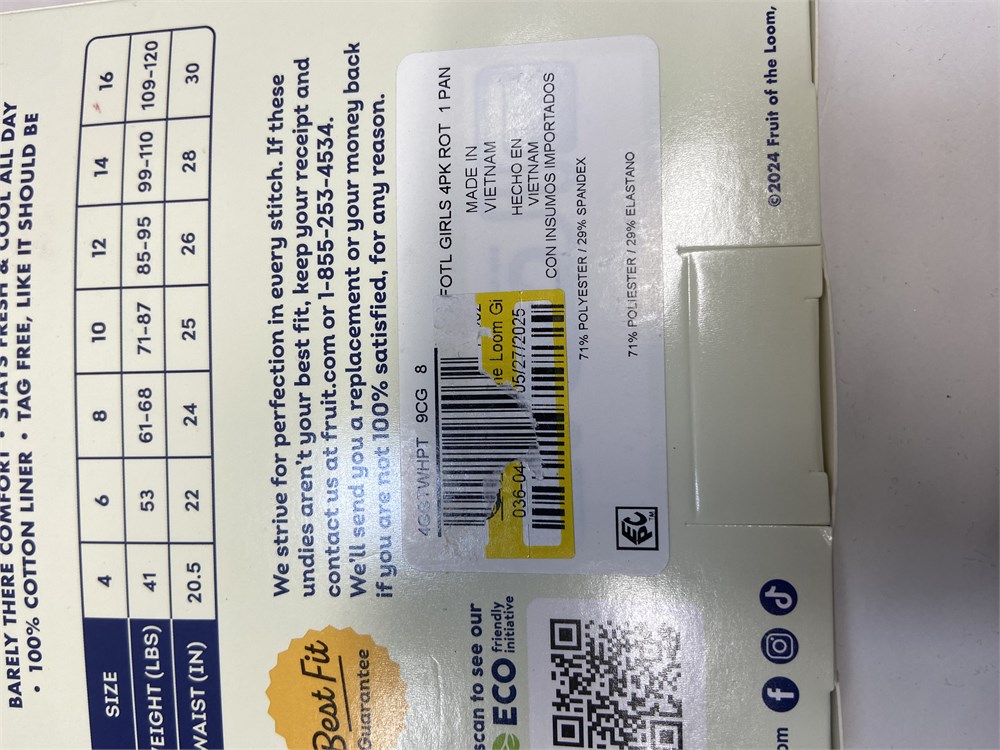 BARELY THERE COMFORT • STAYS FRESH & COOL ALL DAY
• 100% COTTON LINER • TAG FREE, LIKE IT SHOULD BE
SIZE 4 6 8 10 12 14 16
WEIGHT (LBS) 41 53 61-68 71-87 85-95 99-110 109-120
WAIST (IN) 20.5 22 24 25 26 28 30
Best Fit
Guarantee
We strive for perfection in every stitch. If these
undies aren't your best fit, keep your receipt and
contact us at fruit.com or 1-855-253-4534.
We'll send you a replacement or your money back
if you are not 100% satisfied, for any reason.
9CG 8
FOTL GIRLS 4PK ROT 1 PAN
MADE IN
VIETNAM
HECHO EN
VIETNAM
CON INSUMOS IMPORTADOS
71% POLYESTER / 29% SPANDEX
71% POLIESTER / 29% ELASTANO
he Loom Gi
036-04
05/27/2025
EPC™
scan to see our
ECO friendly
initiative
om
©2024 Fruit of the Loom,